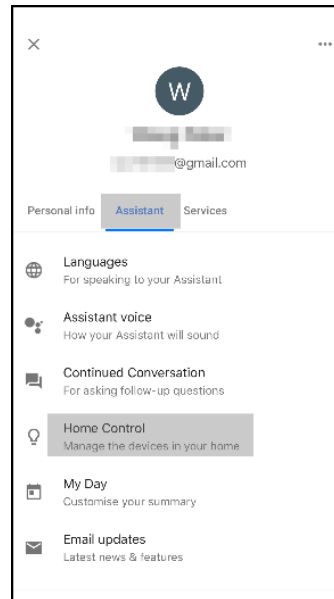 W
@gmail.com
Personal info Assistant Services
Languages
For speaking to your Assistant
Assistant voice
How your Assistant will sound
Continued Conversation
For asking follow-up questions
Home Control
Manage the devices in your home
My Day
Customise your summary
Email updates
Latest news & features